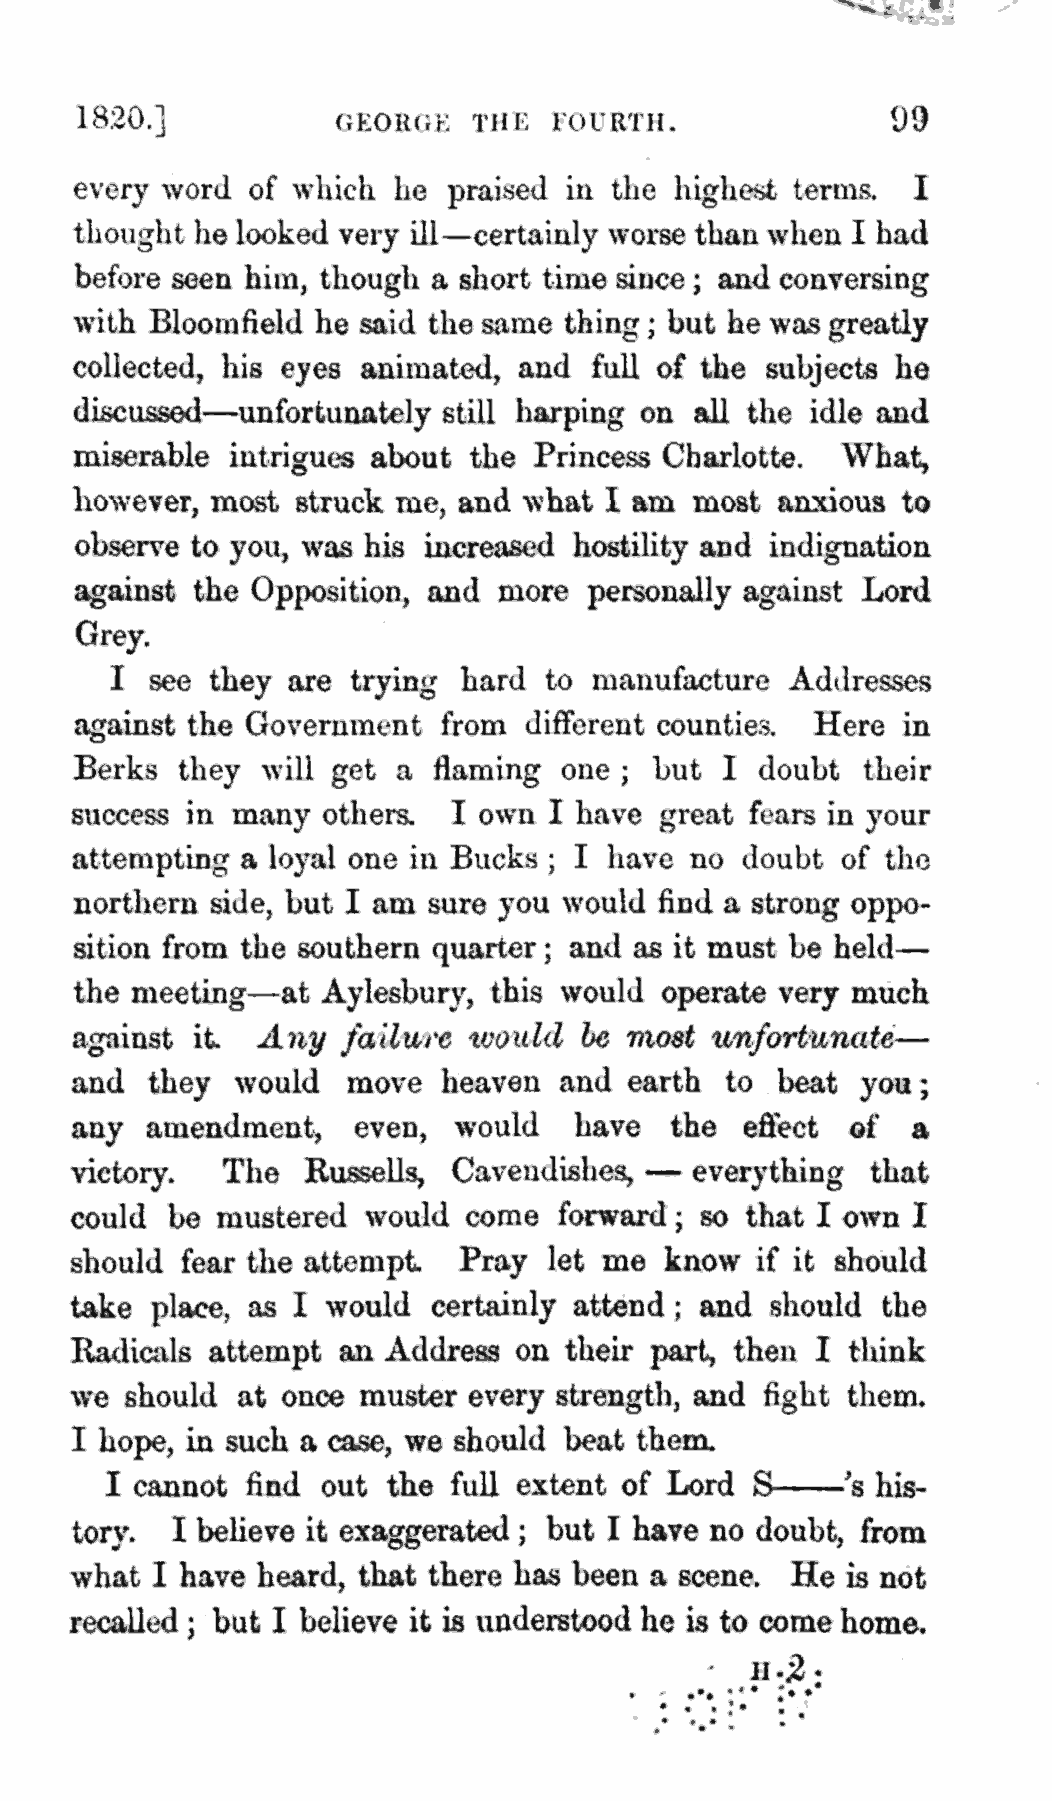 1820.] GEORGE THE FOURTH. 99
every word of which he praised in the highest terms. I
thought he looked very ill—certainly worse than when I had
before seen him, though a short time since; and conversing
with Bloomfield he said the same thing; but he was greatly
collected, his eyes animated, and full of the subjects he
discussed—unfortunately still harping on all the idle and
miserable intrigues about the Princess Charlotte. What,
however, most struck me, and what I am most anxious to
observe to you, was his increased hostility and indignation
against the Opposition, and more personally against Lord
Grey.
I see they are trying hard to manufacture Addresses
against the Government from different counties. Here in
Berks they will get a flaming one; but I doubt their
success in many others. I own I have great fears in your
attempting a loyal one in Bucks; I have no doubt of the
northern side, but I am sure you would find a strong oppo-
sition from the southern quarter; and as it must be held—
the meeting—at Aylesbury, this would operate very much
against it. Any failure would be most unfortunate—
and they would move heaven and earth to beat you;
any amendment, even, would have the effect of a
victory. The Russells, Cavendishes, — everything that
could be mustered would come forward; so that I own I
should fear the attempt. Pray let me know if it should
take place, as I would certainly attend; and should the
Radicals attempt an Address on their part, then I think
we should at once muster every strength, and fight them.
I hope, in such a case, we should beat them.
I cannot find out the full extent of Lord S——'s his-
tory. I believe it exaggerated; but I have no doubt, from
what I have heard, that there has been a scene. He is not
recalled; but I believe it is understood he is to come home.
H 2